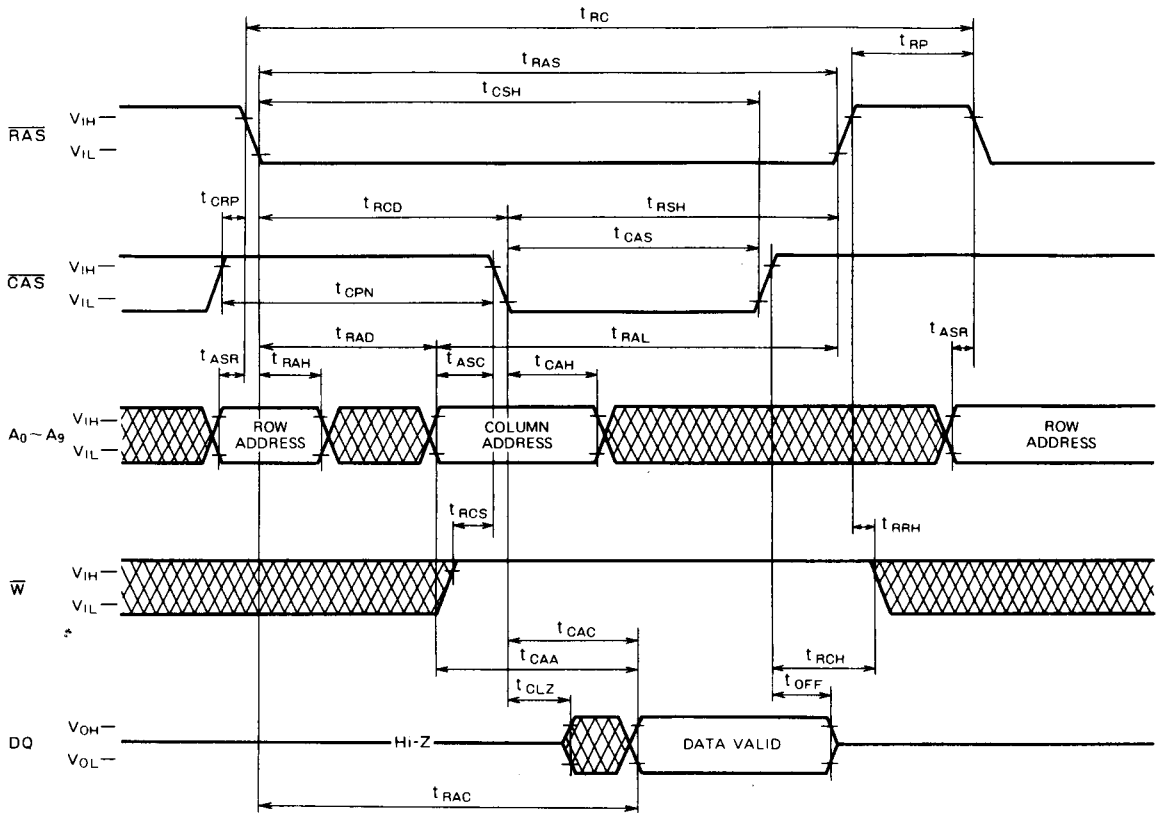 tRC
tRP
tRAS
tCSH
RAS
VIH
VIL
tCRP
tRCD
tRSH
tCAS
CAS
VIH
VIL
tCPN
tRAD
tRAL
tASR
tASR
tRAH
tASC
tCAH
A0~A9
VIH
VIL
ROW ADDRESS
COLUMN ADDRESS
ROW ADDRESS
tRCS
tRRH
W
VIH
VIL
tCAC
tCAA
tRCH
tCLZ
tOFF
DQ
VOH
VOL
Hi-Z
DATA VALID
tRAC